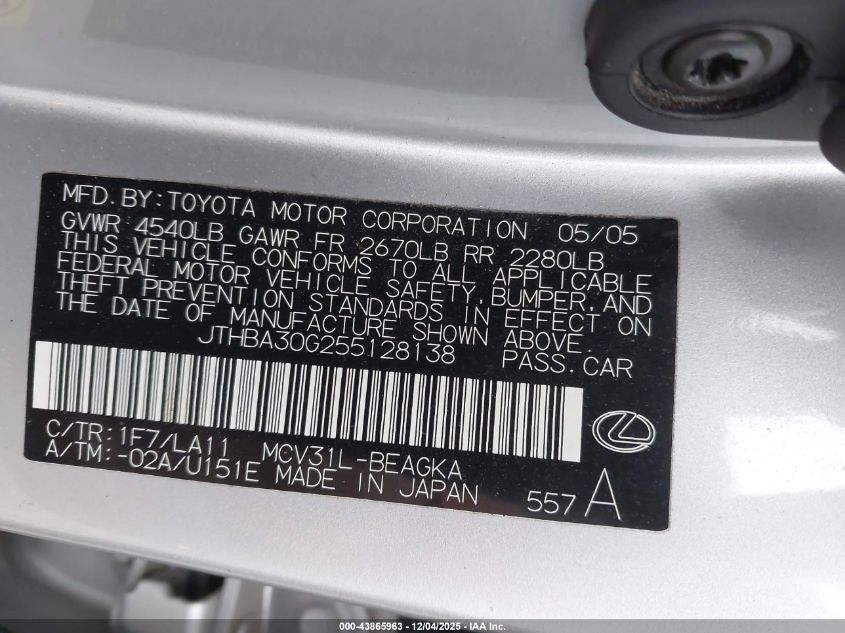 MFD. BY: TOYOTA MOTOR CORPORATION 05/05
GVWR 4540LB GAWR FR 2670LB RR 2280LB
THIS VEHICLE CONFORMS TO ALL APPLICABLE
FEDERAL MOTOR VEHICLE SAFETY, BUMPER, AND
THEFT PREVENTION STANDARDS IN EFFECT ON
THE DATE OF MANUFACTURE SHOWN ABOVE.
JTHBA30G255128138 PASS. CAR
C/TR: 1F7/LA11 MCV31L-BEAGKA
A/TM: -02A/U151E MADE IN JAPAN
557 A
000-43865963 - 12/04/2025 - IAA Inc.